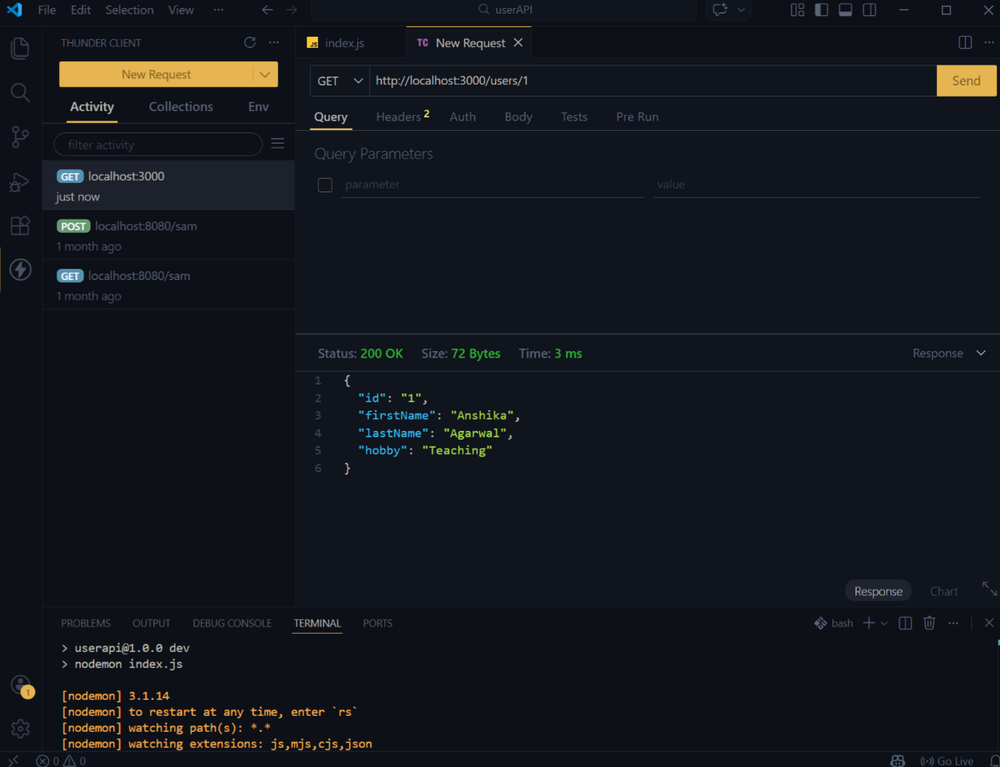 File Edit Selection View ··· userAPI
THUNDER CLIENT ···
New Request
Activity Collections Env
filter activity
GET localhost:3000
just now
POST localhost:8080/sam
1 month ago
GET localhost:8080/sam
1 month ago
JS index.js TC New Request ···
GET http://localhost:3000/users/1 Send
Query Headers 2 Auth Body Tests Pre Run
Query Parameters
parameter value
Status: 200 OK Size: 72 Bytes Time: 3 ms Response
1 {
2 "id": "1",
3 "firstName": "Anshika",
4 "lastName": "Agarwal",
5 "hobby": "Teaching"
6 }
Response Chart
PROBLEMS OUTPUT DEBUG CONSOLE TERMINAL PORTS bash ···
> userapi@1.0.0 dev
> nodemon index.js
[nodemon] 3.1.14
[nodemon] to restart at any time, enter `rs`
[nodemon] watching path(s): *.*
[nodemon] watching extensions: js,mjs,cjs,json
1
0 0 Go Live